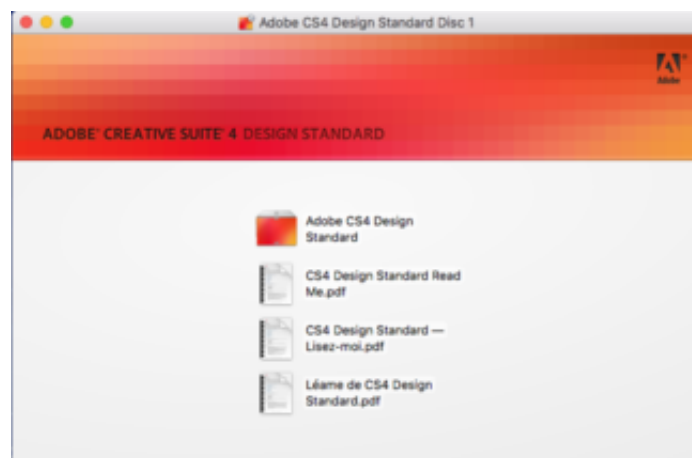 Adobe CS4 Design Standard Disc 1
Adobe
ADOBE® CREATIVE SUITE® 4 DESIGN STANDARD
Adobe CS4 Design
Standard
CS4 Design Standard Read
Me.pdf
CS4 Design Standard —
Lisez-moi.pdf
Léame de CS4 Design
Standard.pdf